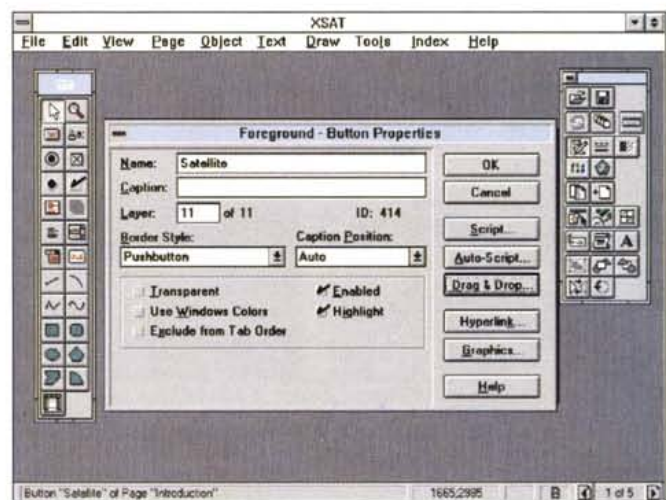 XSAT
File Edit View Page Object Text Draw Tools Index Help
Foreground - Button Properties
Name: Satellite
Caption:
Layer: 11 of 11 ID: 414
Border Style: Caption Position:
Pushbutton Auto
Transparent Enabled
Use Windows Colors Highlight
Exclude from Tab Order
OK
Cancel
Script...
Auto-Script...
Drag & Drop...
Hyperlink...
Graphics...
Help
A
Button "Satellite" of Page "Introduction" 1665,2985 B 1 of 5